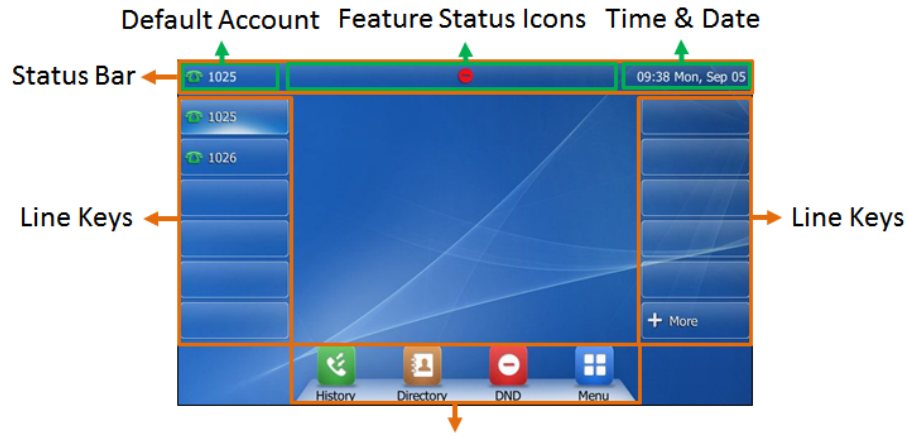 Default Account
Feature Status Icons
Time & Date
Status Bar
1025
09:38 Mon, Sep 05
1025
1026
Line Keys
Line Keys
More
History
Directory
DND
Menu